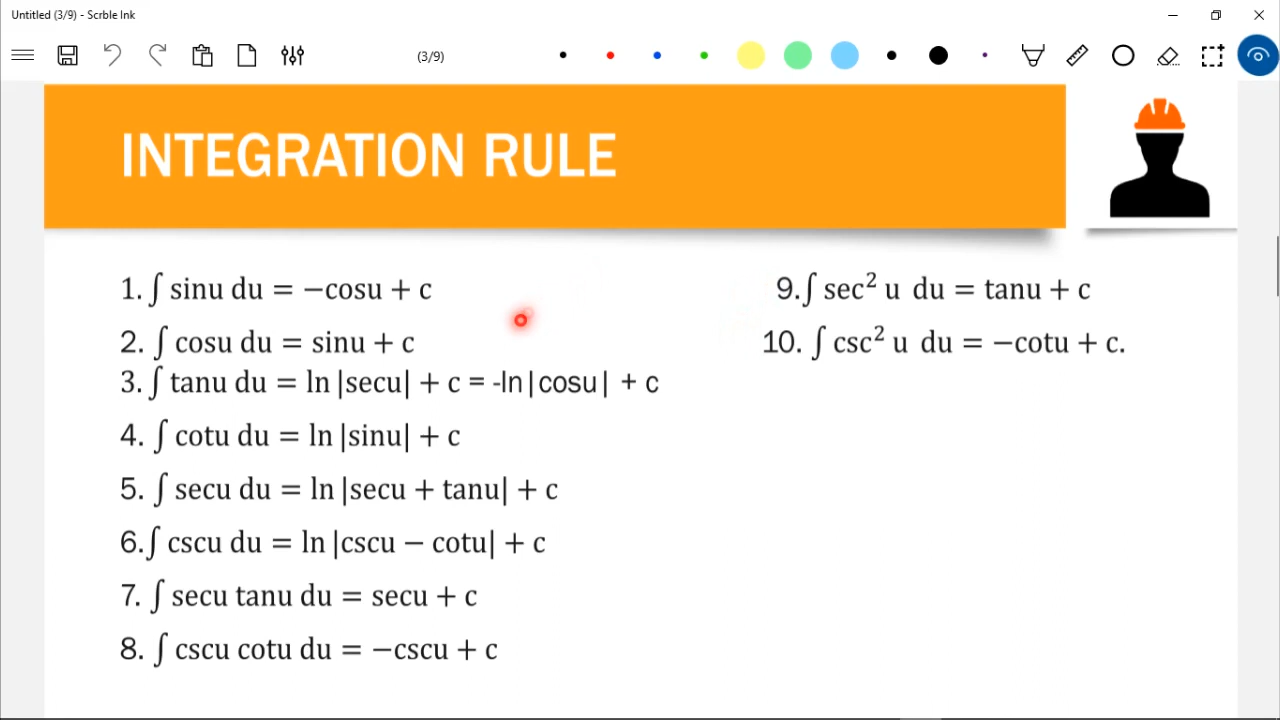 Untitled (3/9) - Scrble Ink
(3/9)
INTEGRATION RULE
1. ∫ sinu du = −cosu + c
2. ∫ cosu du = sinu + c
3. ∫ tanu du = ln |secu| + c = -ln|cosu| + c
4. ∫ cotu du = ln |sinu| + c
5. ∫ secu du = ln |secu + tanu| + c
6.∫ cscu du = ln |cscu − cotu| + c
7. ∫ secu tanu du = secu + c
8. ∫ cscu cotu du = −cscu + c
9.∫ sec² u du = tanu + c
10. ∫ csc² u du = −cotu + c.